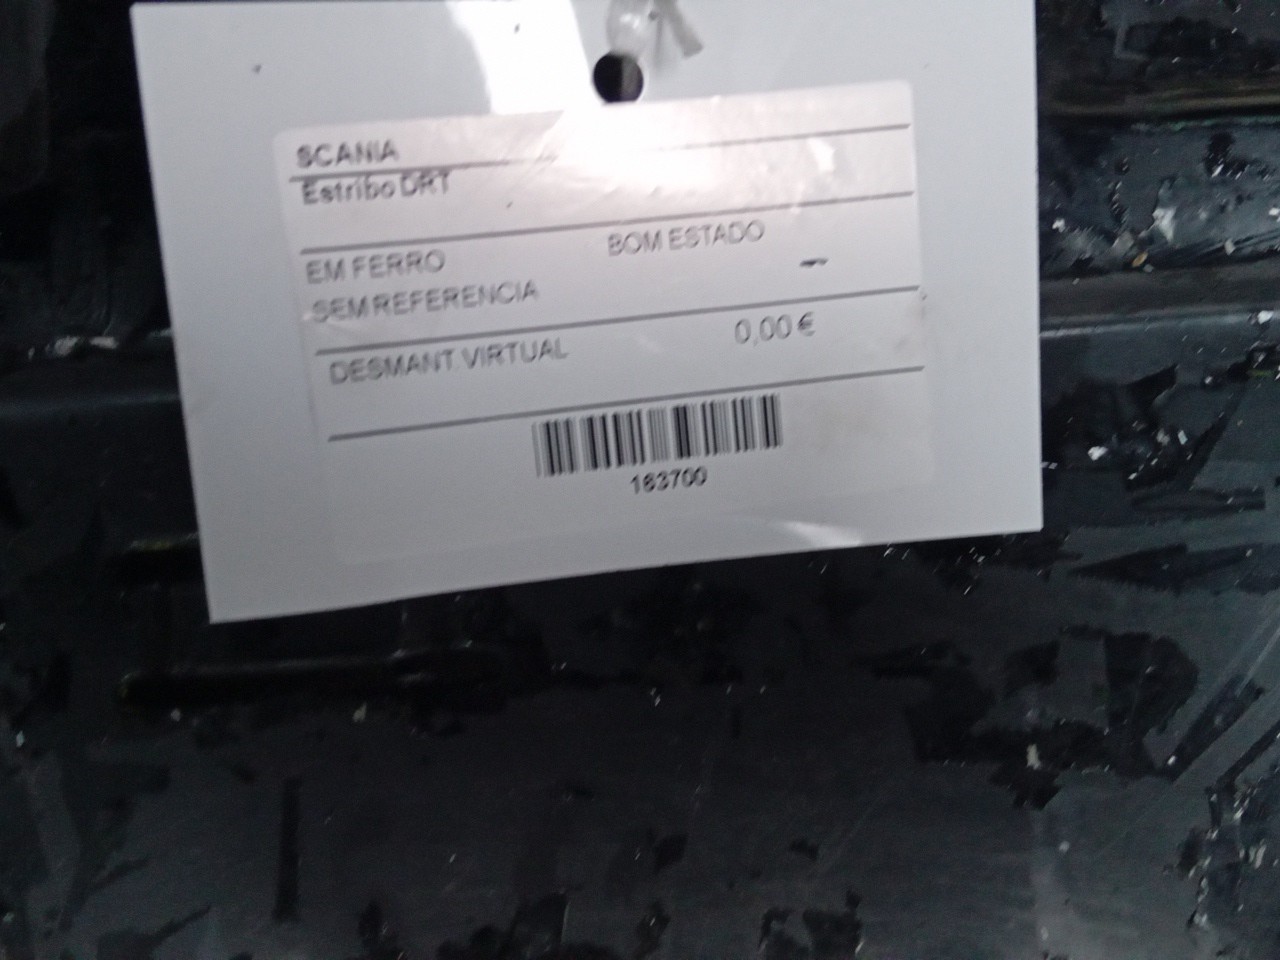 SCANIA
Estribo DRT
EM FERRO BOM ESTADO
SEM REFERENCIA
DESMANT. VIRTUAL 0,00 €
163700